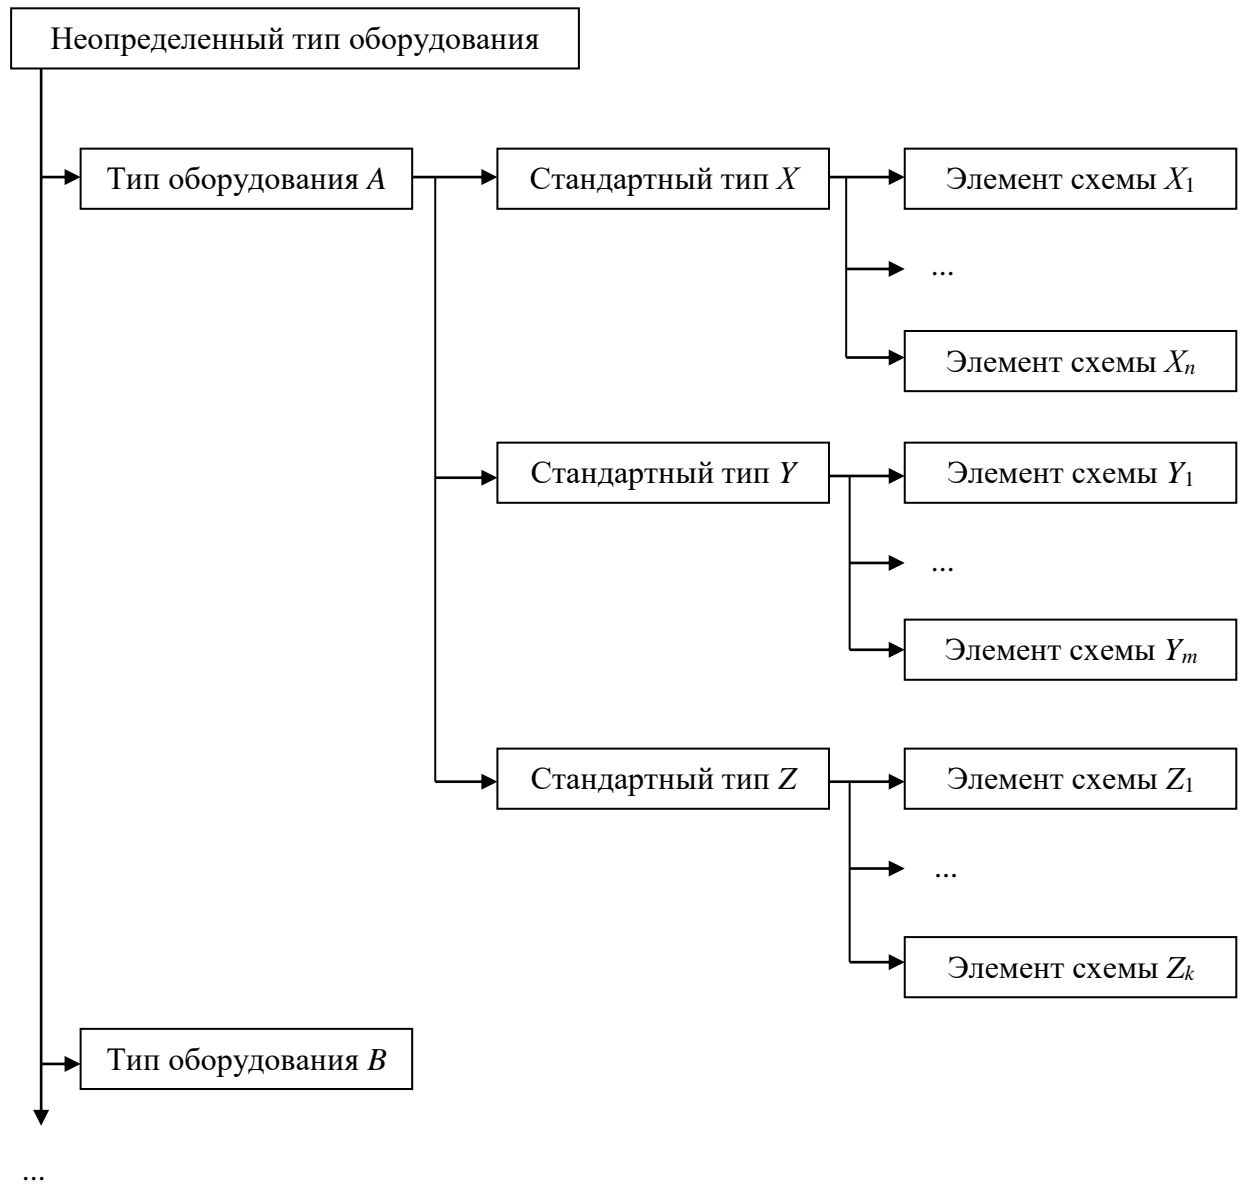 Неопределенный тип оборудования
Тип оборудования A
Стандартный тип X
Элемент схемы X1
...
Элемент схемы Xn
Стандартный тип Y
Элемент схемы Y1
...
Элемент схемы Ym
Стандартный тип Z
Элемент схемы Z1
...
Элемент схемы Zk
Тип оборудования B
...